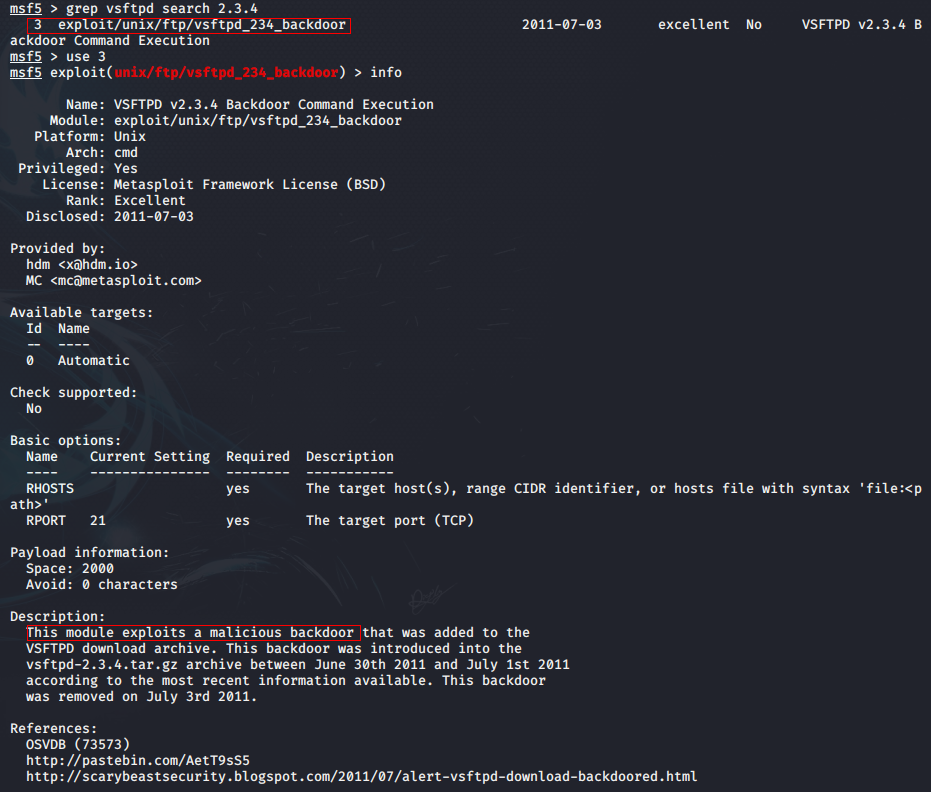 msf5 > grep vsftpd search 2.3.4
   3  exploit/unix/ftp/vsftpd_234_backdoor                      2011-07-03       excellent  No     VSFTPD v2.3.4 B
ackdoor Command Execution
msf5 > use 3
msf5 exploit(unix/ftp/vsftpd_234_backdoor) > info

       Name: VSFTPD v2.3.4 Backdoor Command Execution
     Module: exploit/unix/ftp/vsftpd_234_backdoor
   Platform: Unix
       Arch: cmd
 Privileged: Yes
    License: Metasploit Framework License (BSD)
       Rank: Excellent
  Disclosed: 2011-07-03

Provided by:
  hdm <x@hdm.io>
  MC <mc@metasploit.com>

Available targets:
  Id  Name
  --  ----
  0   Automatic

Check supported:
  No

Basic options:
  Name    Current Setting  Required  Description
  ----    ---------------  --------  -----------
  RHOSTS                   yes       The target host(s), range CIDR identifier, or hosts file with syntax 'file:<p
ath>'
  RPORT   21               yes       The target port (TCP)

Payload information:
  Space: 2000
  Avoid: 0 characters

Description:
  This module exploits a malicious backdoor that was added to the
  VSFTPD download archive. This backdoor was introduced into the
  vsftpd-2.3.4.tar.gz archive between June 30th 2011 and July 1st 2011
  according to the most recent information available. This backdoor
  was removed on July 3rd 2011.

References:
  OSVDB (73573)
  http://pastebin.com/AetT9sS5
  http://scarybeastsecurity.blogspot.com/2011/07/alert-vsftpd-download-backdoored.html